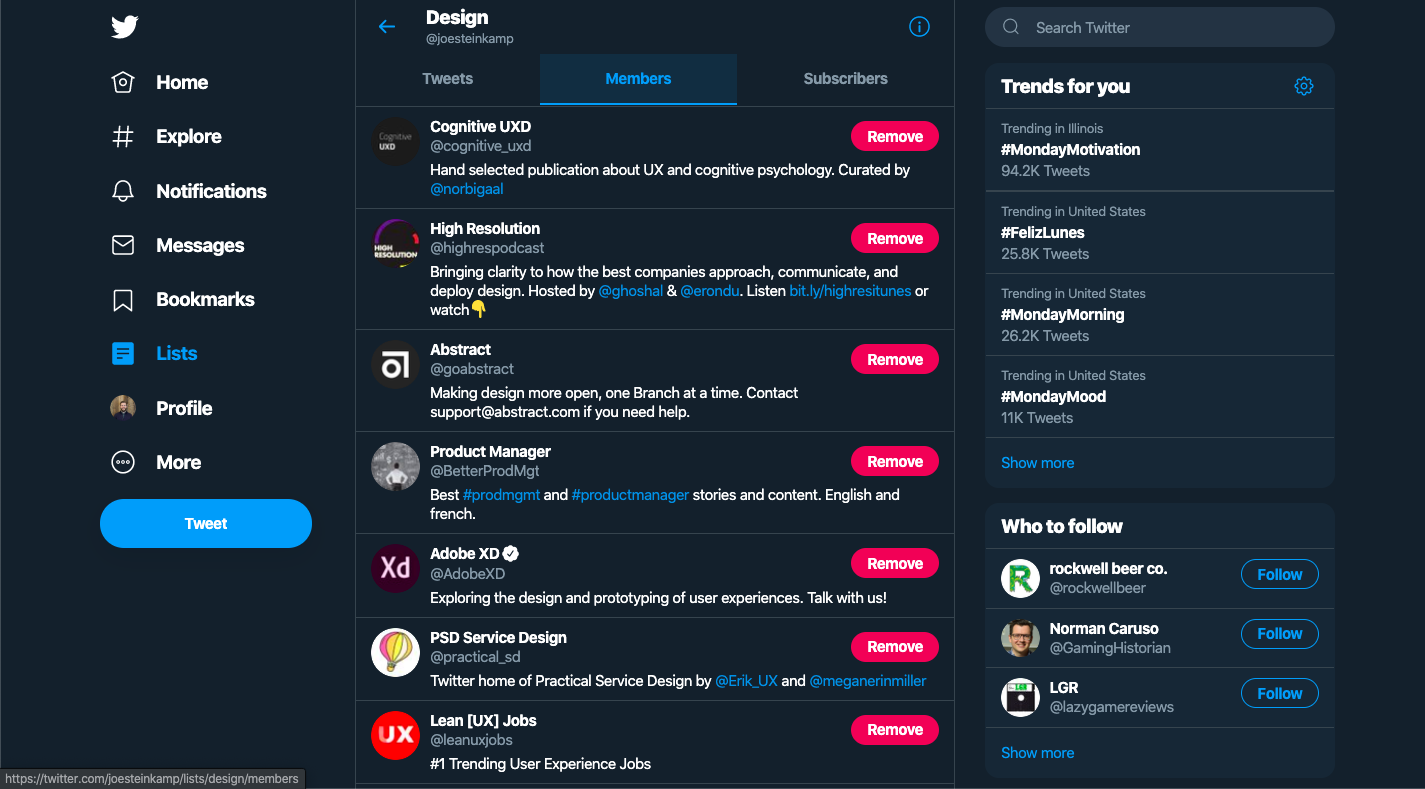 Home
Explore
Notifications
Messages
Bookmarks
Lists
Profile
More
Tweet
Design
@joesteinkamp
Tweets
Members
Subscribers
Cognitive
UXD
Cognitive UXD
@cognitive_uxd
Remove
Hand selected publication about UX and cognitive psychology. Curated by
@norbigaal
HIGH
RESOLUTION
High Resolution
@highrespodcast
Remove
Bringing clarity to how the best companies approach, communicate, and
deploy design. Hosted by @ghoshal & @erondu. Listen bit.ly/highresitunes or
watch👇
Abstract
@goabstract
Remove
Making design more open, one Branch at a time. Contact
support@abstract.com if you need help.
Product Manager
@BetterProdMgt
Remove
Best #prodmgmt and #productmanager stories and content. English and
french.
Xd
Adobe XD
@AdobeXD
Remove
Exploring the design and prototyping of user experiences. Talk with us!
PSD Service Design
@practical_sd
Remove
Twitter home of Practical Service Design by @Erik_UX and @meganerinmiller
UX
Lean [UX] Jobs
@leanuxjobs
Remove
#1 Trending User Experience Jobs
Search Twitter
Trends for you
Trending in Illinois
#MondayMotivation
94.2K Tweets
Trending in United States
#FelizLunes
25.8K Tweets
Trending in United States
#MondayMorning
26.2K Tweets
Trending in United States
#MondayMood
11K Tweets
Show more
Who to follow
R
rockwell beer co.
@rockwellbeer
Follow
Norman Caruso
@GamingHistorian
Follow
LGR
LGR
@lazygamereviews
Follow
Show more
https://twitter.com/joesteinkamp/lists/design/members